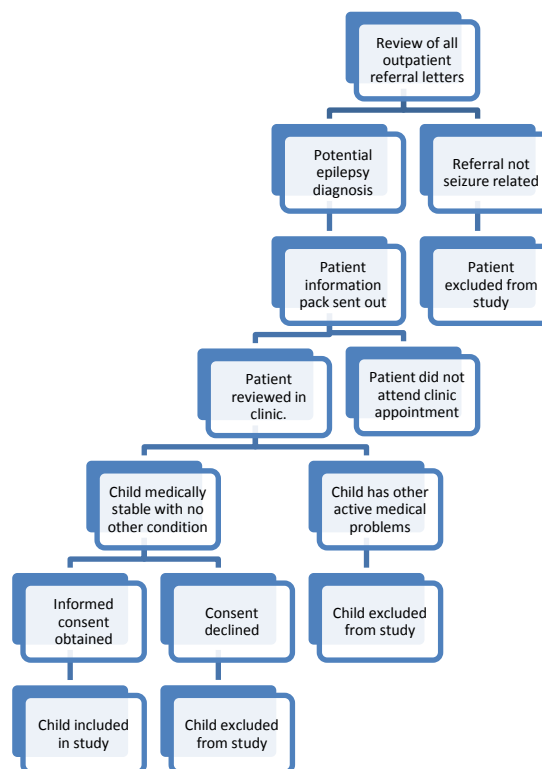 Review of all
outpatient
referral letters
Potential
epilepsy
diagnosis
Referral not
seizure related
Patient
information
pack sent out
Patient
excluded from
study
Patient
reviewed in
clinic.
Patient did not
attend clinic
appointment
Child medically
stable with no
other condition
Child has other
active medical
problems
Informed
consent
obtained
Consent
declined
Child excluded
from study
Child included
in study
Child excluded
from study